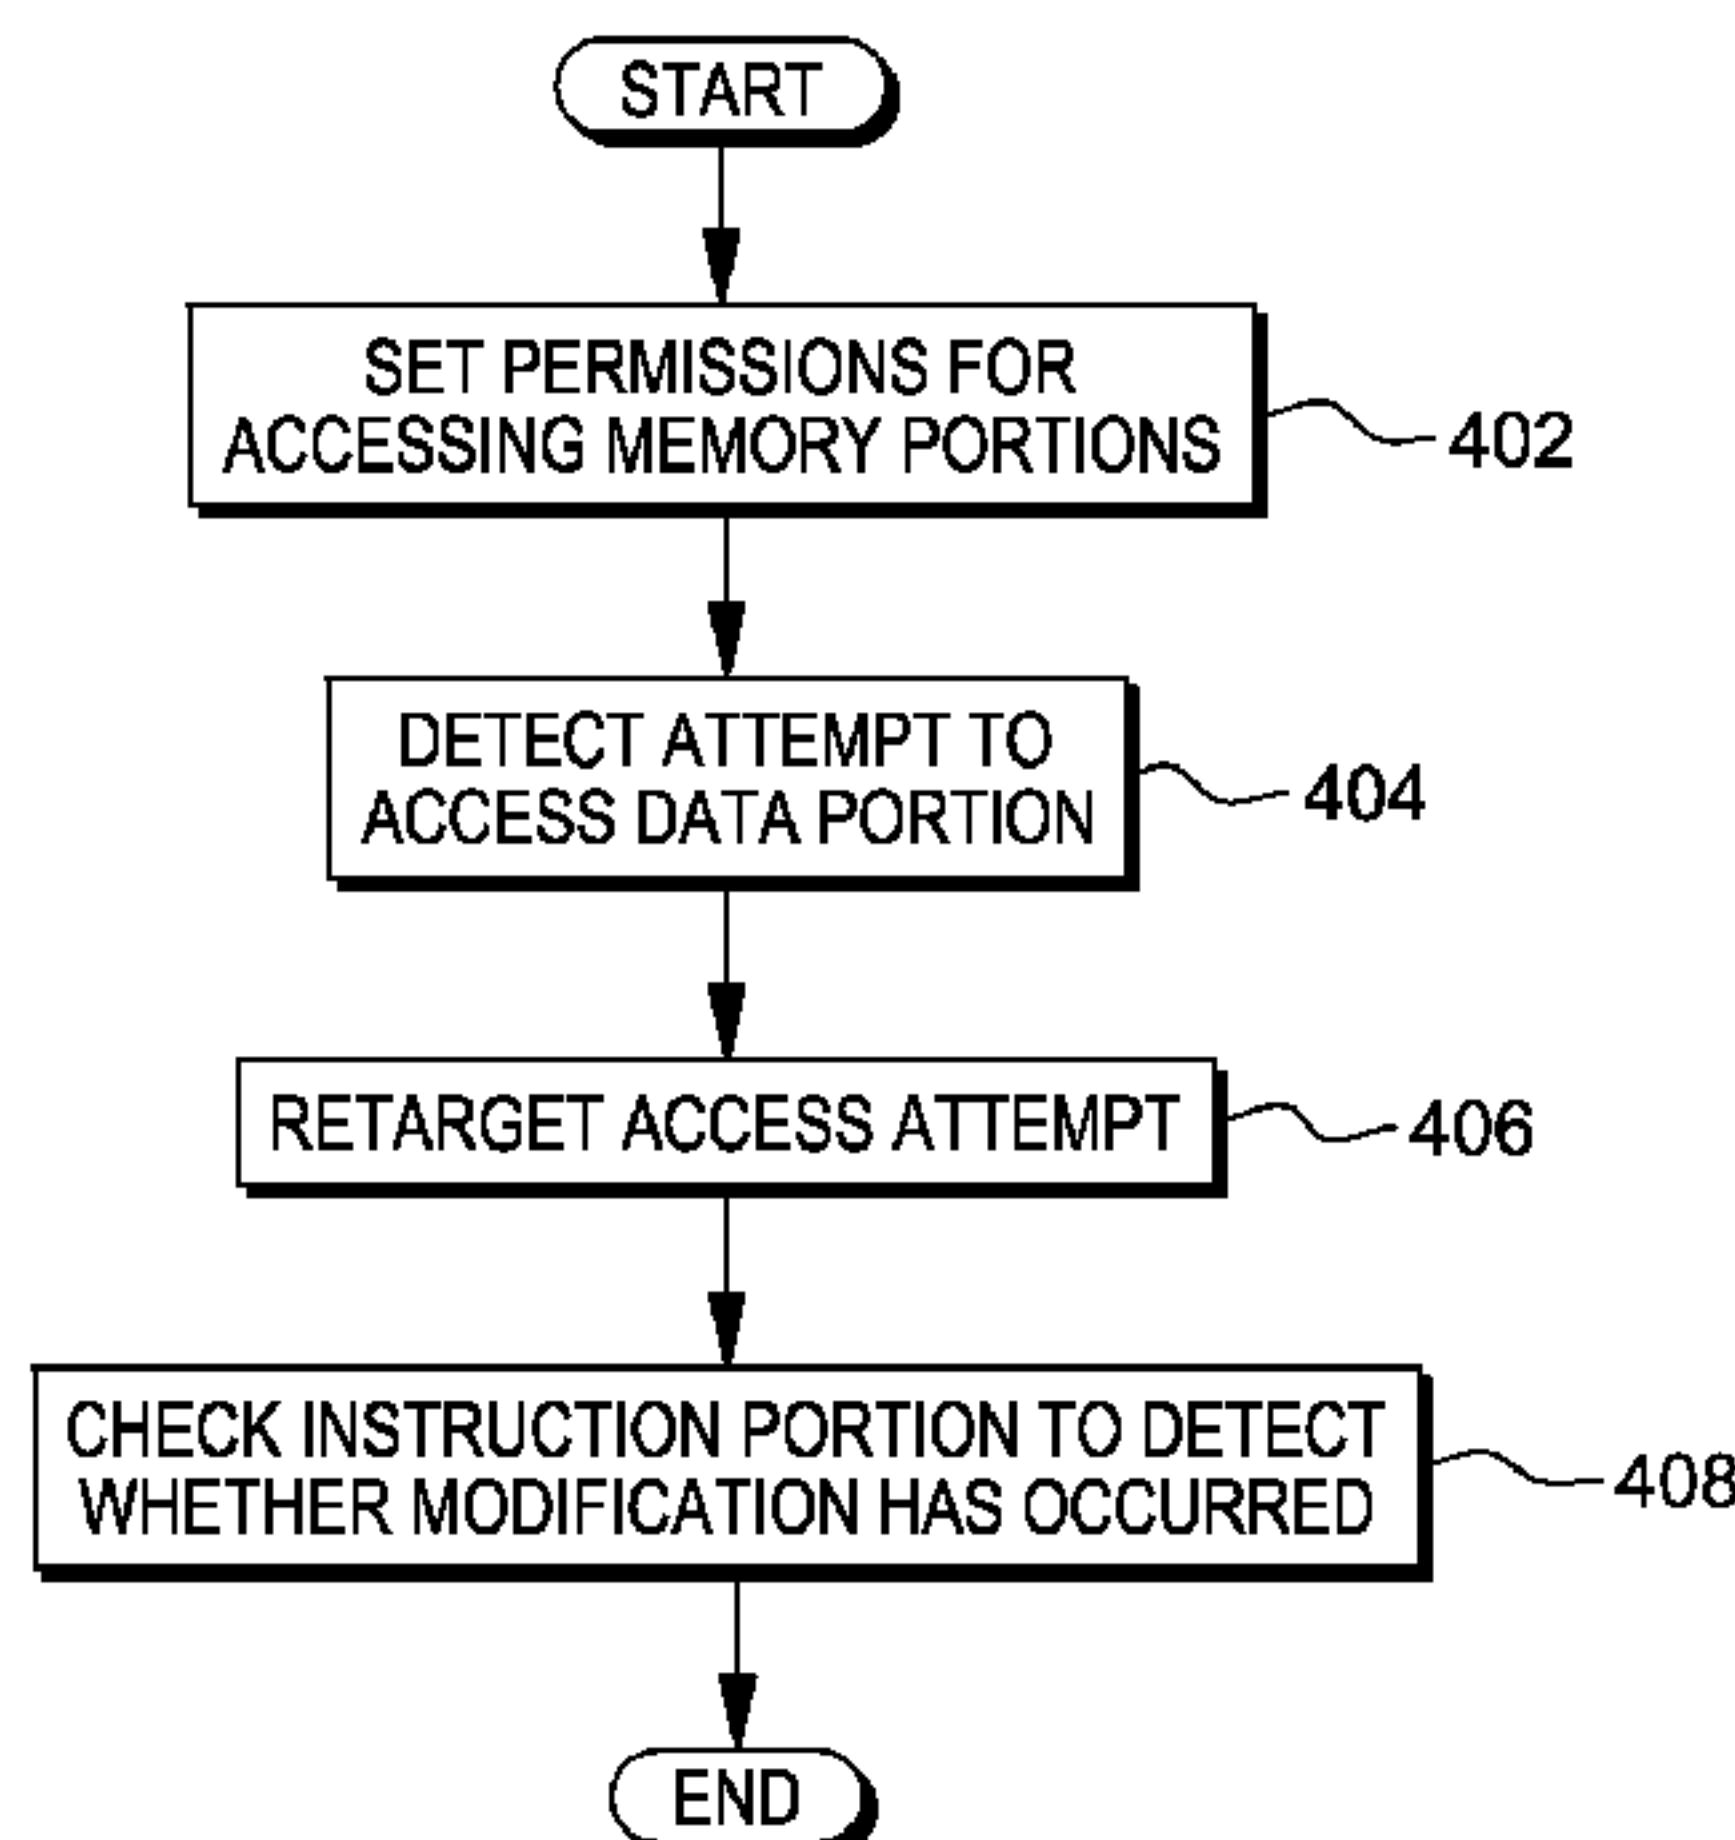 START
SET PERMISSIONS FOR
ACCESSING MEMORY PORTIONS
402
DETECT ATTEMPT TO
ACCESS DATA PORTION
404
RETARGET ACCESS ATTEMPT
406
CHECK INSTRUCTION PORTION TO DETECT
WHETHER MODIFICATION HAS OCCURRED
408
END